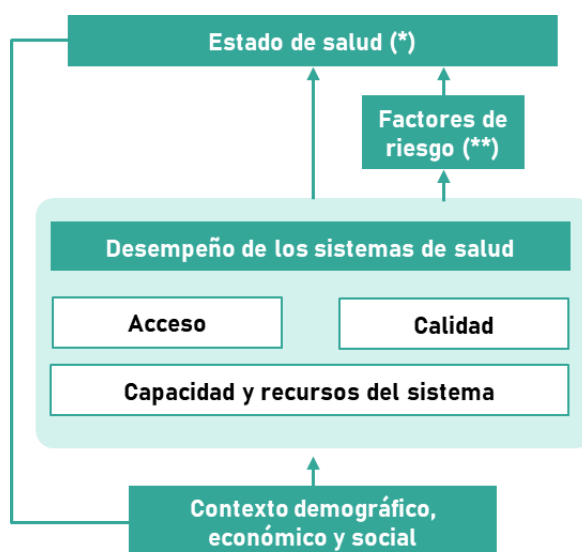 Estado de salud (*)
Factores de
riesgo (**)
Desempeño de los sistemas de salud
Acceso
Calidad
Capacidad y recursos del sistema
Contexto demográfico,
económico y social